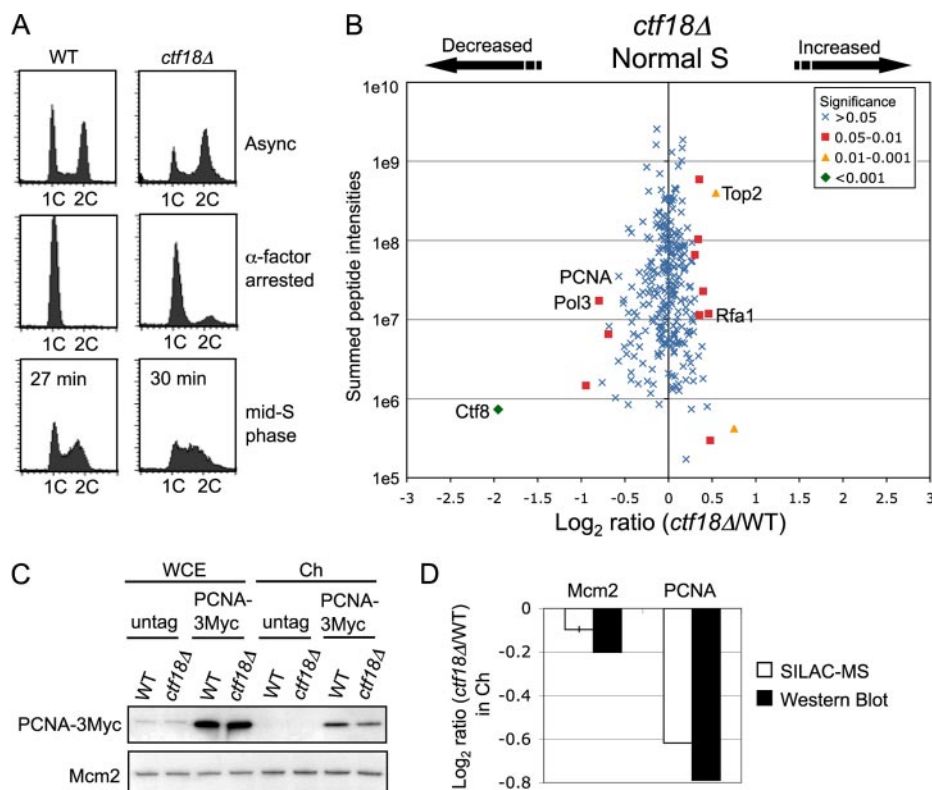 A
WT
ctf18Δ
Async
1C 2C
1C 2C
α-factor
arrested
1C 2C
1C 2C
27 min
30 min
mid-S
phase
1C 2C
1C 2C
B
ctf18Δ
Normal S
Decreased
Increased
Summed peptide intensities
1e10
1e9
1e8
1e7
1e6
1e5
Significance
>0.05
0.05-0.01
0.01-0.001
<0.001
Top2
PCNA
Pol3
Rfa1
Ctf8
-3 -2.5 -2 -1.5 -1 -0.5 0 0.5 1 1.5 2 2.5 3
Log2 ratio (ctf18Δ/WT)
C
WCE
Ch
untag
PCNA-
3Myc
untag
PCNA-
3Myc
WT
ctf18Δ
WT
ctf18Δ
WT
ctf18Δ
WT
ctf18Δ
PCNA-3Myc
Mcm2
D
Mcm2
PCNA
Log2 ratio (ctf18Δ/WT)
in Ch
0
-0.2
-0.4
-0.6
-0.8
SILAC-MS
Western Blot